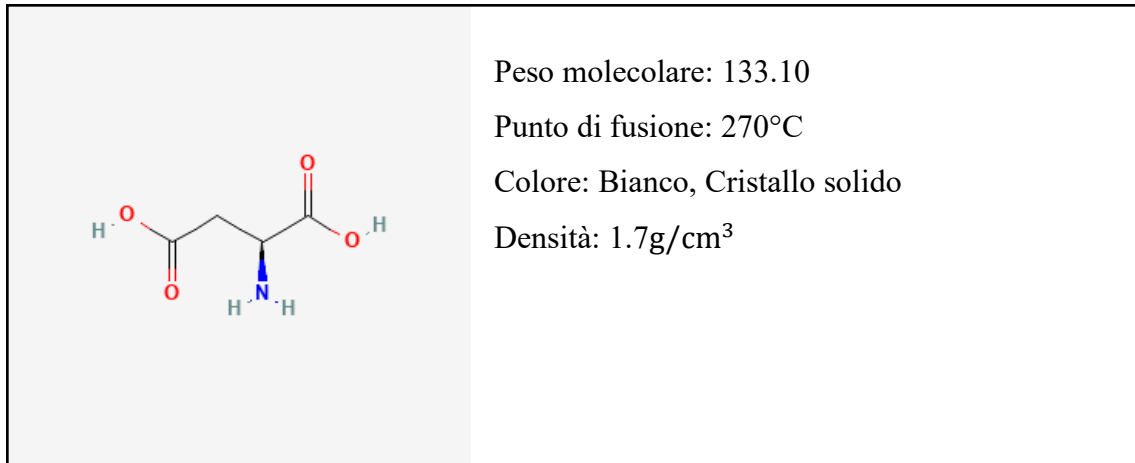 Peso molecolare: 133.10
Punto di fusione: 270°C
Colore: Bianco, Cristallo solido
Densità: 1.7g/cm³
O
H O O H
O N
H H